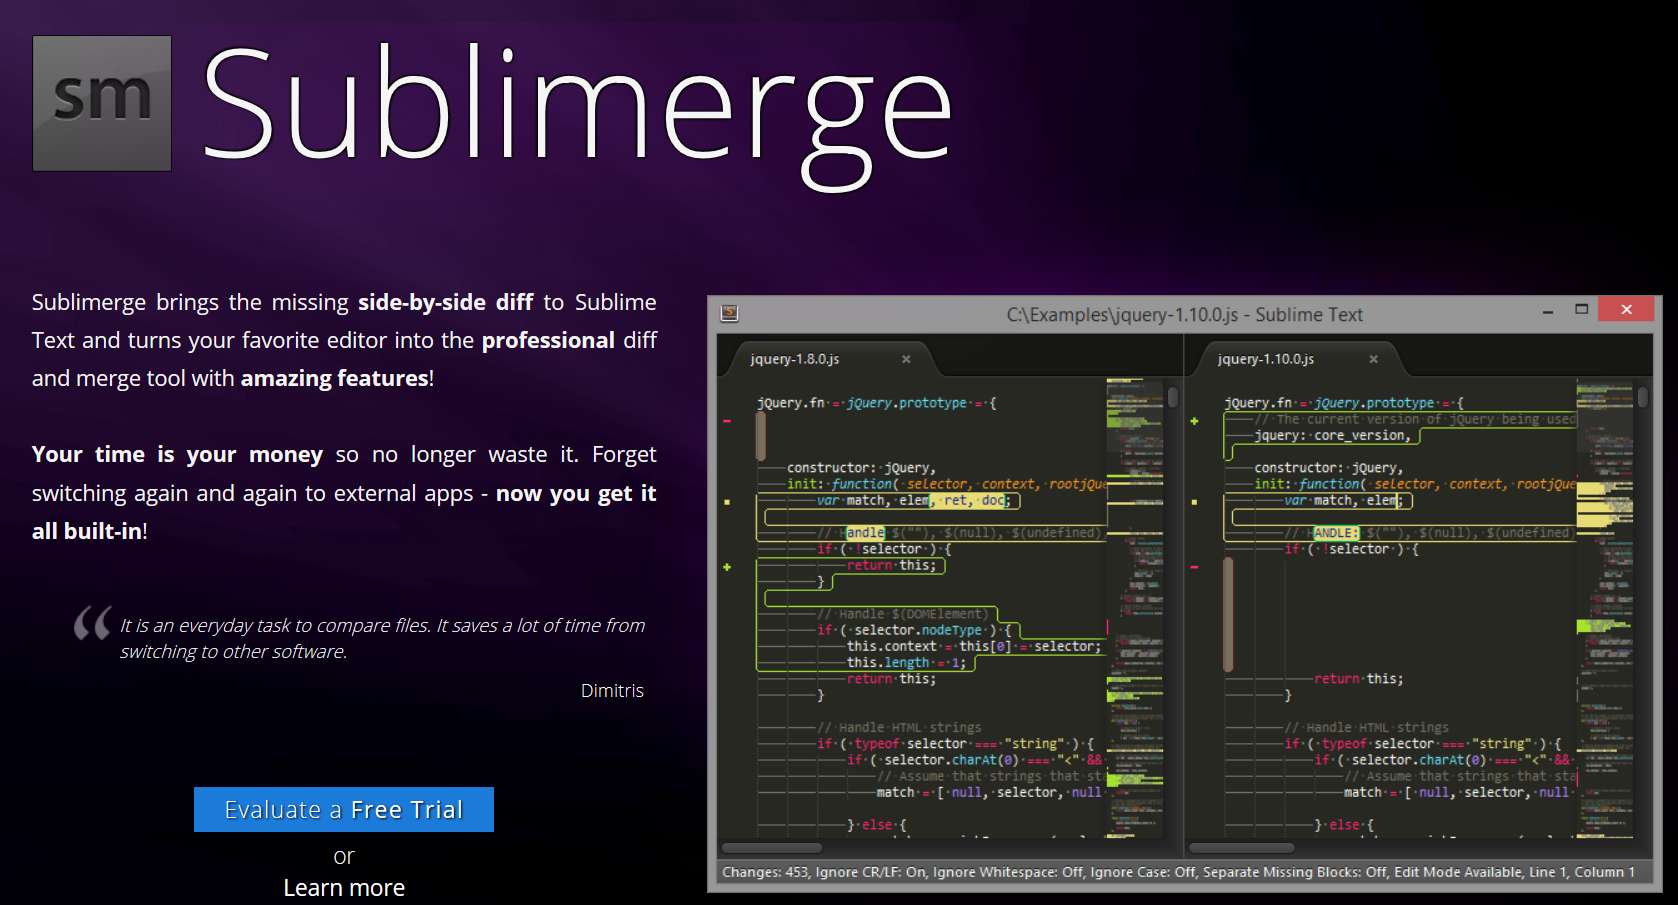 sm
Sublimerge
Sublimerge brings the missing side-by-side diff to Sublime
Text and turns your favorite editor into the professional diff
and merge tool with amazing features!
Your time is your money so no longer waste it. Forget
switching again and again to external apps - now you get it
all built-in!
It is an everyday task to compare files. It saves a lot of time from
switching to other software.
Dimitris
Evaluate a Free Trial
or
Learn more
C:\Examples\jquery-1.10.0.js - Sublime Text
jquery-1.8.0.js
jQuery.fn = jQuery.prototype = {
constructor: jQuery,
init: function( selector, context, rootjQue
var match, elem, ret, doc;
// Handle $(""), $(null), $(undefined),
if ( !selector ) {
return this;
}
// Handle $(DOMElement)
if ( selector.nodeType ) {
this.context = this[0] = selector;
this.length = 1;
return this;
}
// Handle HTML strings
if ( typeof selector === "string" ) {
if ( selector.charAt(0) === "<" &&
// Assume that strings that sta
match = [ null, selector, null
} else {
jquery-1.10.0.js
jQuery.fn = jQuery.prototype = {
// The current version of jQuery being used
jquery: core_version,
constructor: jQuery,
init: function( selector, context, rootjQue
var match, elem;
// HANDLE: $(""), $(null), $(undefined)
if ( !selector ) {
return this;
}
// Handle HTML strings
if ( typeof selector === "string" ) {
if ( selector.charAt(0) === "<" &&
// Assume that strings that sta
match = [ null, selector, null
} else {
Changes: 453, Ignore CR/LF: On, Ignore Whitespace: Off, Ignore Case: Off, Separate Missing Blocks: Off, Edit Mode Available, Line 1, Column 1